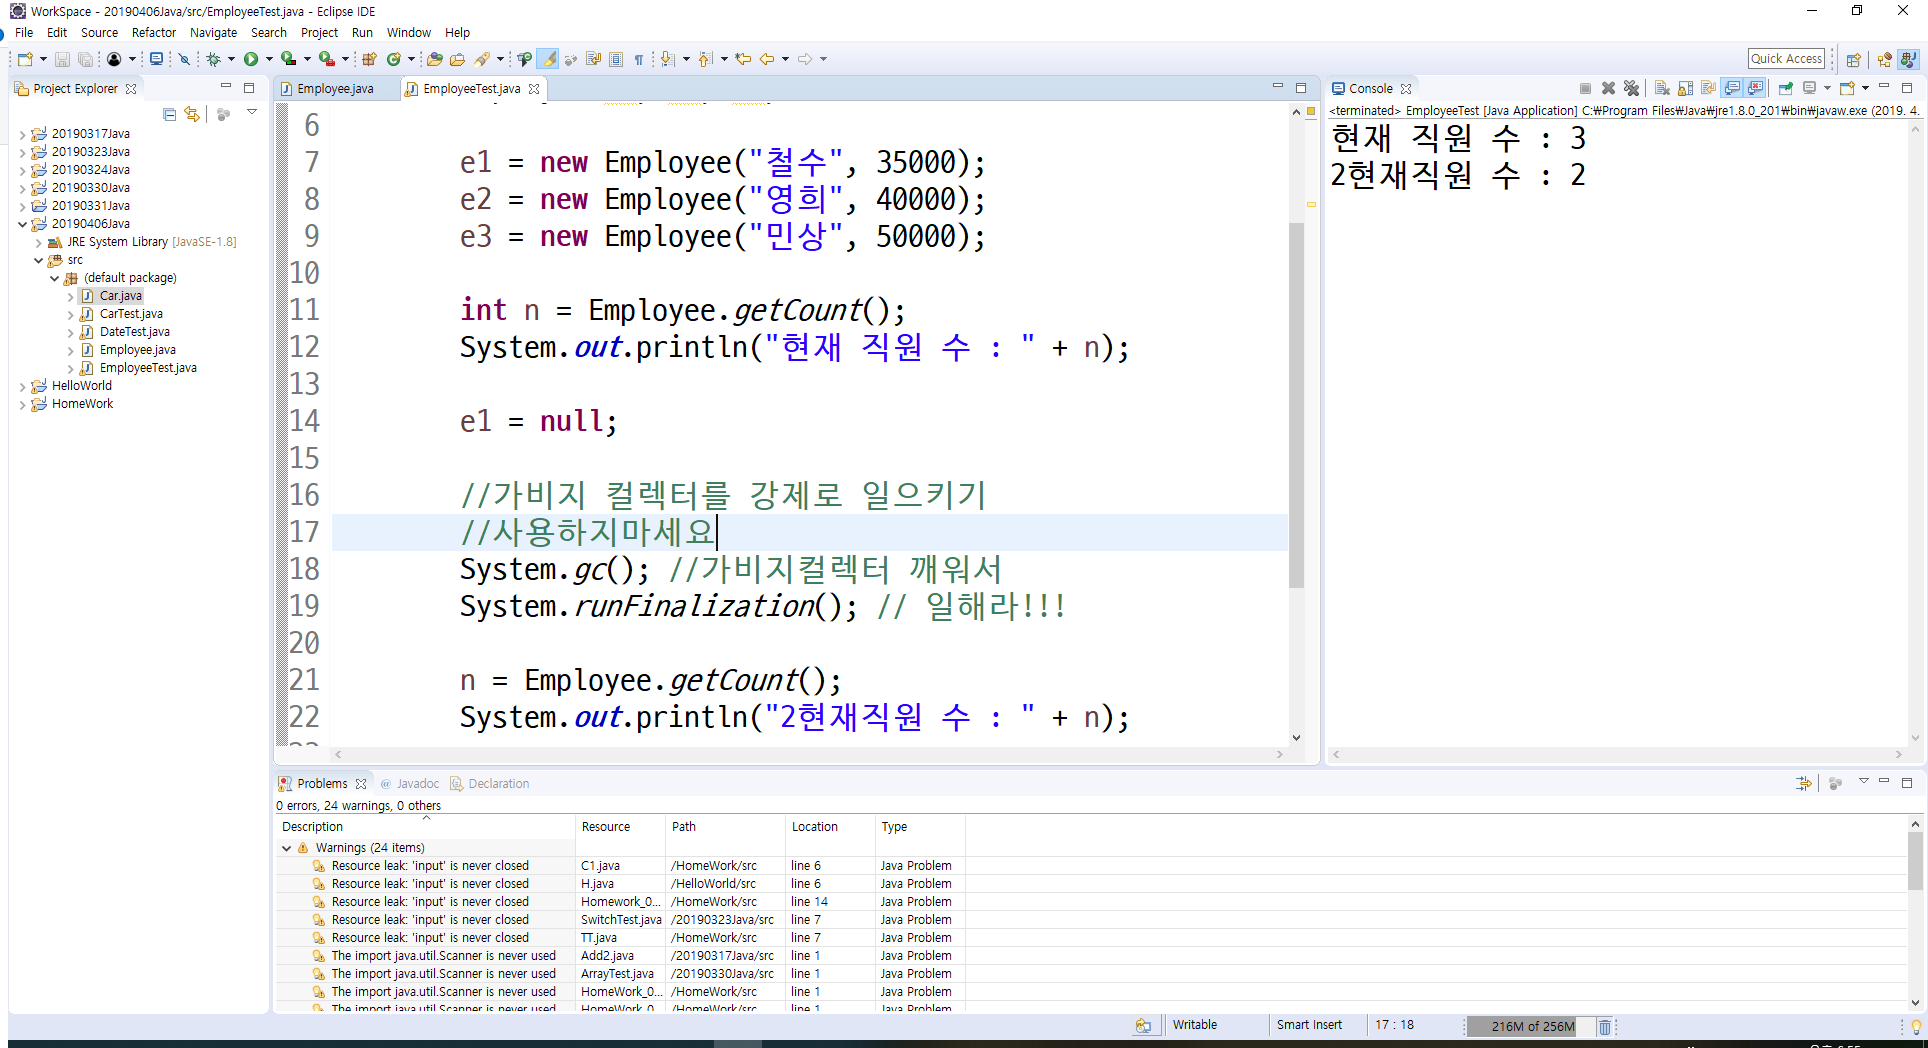 WorkSpace - 20190406Java/src/EmployeeTest.java - Eclipse IDE
File Edit Source Refactor Navigate Search Project Run Window Help
Quick Access
Project Explorer
20190317Java
20190323Java
20190324Java
20190330Java
20190331Java
20190406Java
JRE System Library [JavaSE-1.8]
src
(default package)
Car.java
CarTest.java
DateTest.java
Employee.java
EmployeeTest.java
HelloWorld
HomeWork
Employee.java EmployeeTest.java
6
7 e1 = new Employee("철수", 35000);
8 e2 = new Employee("영희", 40000);
9 e3 = new Employee("민상", 50000);
10
11 int n = Employee.getCount();
12 System.out.println("현재 직원 수 : " + n);
13
14 e1 = null;
15
16 //가비지 컬렉터를 강제로 일으키기
17 //사용하지마세요
18 System.gc(); //가비지컬렉터 깨워서
19 System.runFinalization(); // 일해라!!!
20
21 n = Employee.getCount();
22 System.out.println("2현재직원 수 : " + n);
Console
<terminated> EmployeeTest [Java Application] C:₩Program Files₩Java₩jre1.8.0_201₩bin₩javaw.exe (2019. 4.
현재 직원 수 : 3
2현재직원 수 : 2
Problems @ Javadoc Declaration
0 errors, 24 warnings, 0 others
Description Resource Path Location Type
Warnings (24 items)
Resource leak: 'input' is never closed C1.java /HomeWork/src line 6 Java Problem
Resource leak: 'input' is never closed H.java /HelloWorld/src line 6 Java Problem
Resource leak: 'input' is never closed Homework_0... /HomeWork/src line 14 Java Problem
Resource leak: 'input' is never closed SwitchTest.java /20190323Java/src line 7 Java Problem
Resource leak: 'input' is never closed TT.java /HomeWork/src line 7 Java Problem
The import java.util.Scanner is never used Add2.java /20190317Java/src line 1 Java Problem
The import java.util.Scanner is never used ArrayTest.java /20190330Java/src line 1 Java Problem
The import java.util.Scanner is never used HomeWork_0... /HomeWork/src line 1 Java Problem
The import java.util.Scanner is never used HomeWork_0... /HomeWork/src line 1 Java Problem
Writable Smart Insert 17 : 18 216M of 256M